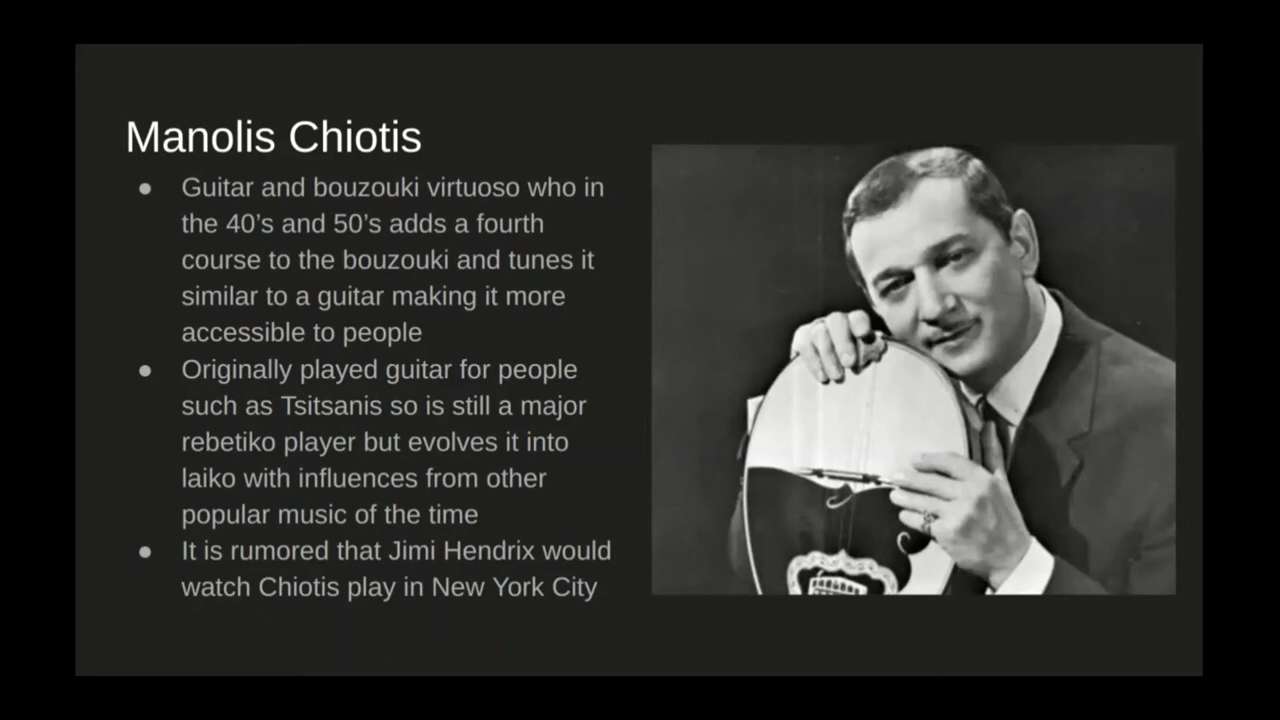 Manolis Chiotis
● Guitar and bouzouki virtuoso who in
the 40’s and 50’s adds a fourth
course to the bouzouki and tunes it
similar to a guitar making it more
accessible to people
● Originally played guitar for people
such as Tsitsanis so is still a major
rebetiko player but evolves it into
laiko with influences from other
popular music of the time
● It is rumored that Jimi Hendrix would
watch Chiotis play in New York City